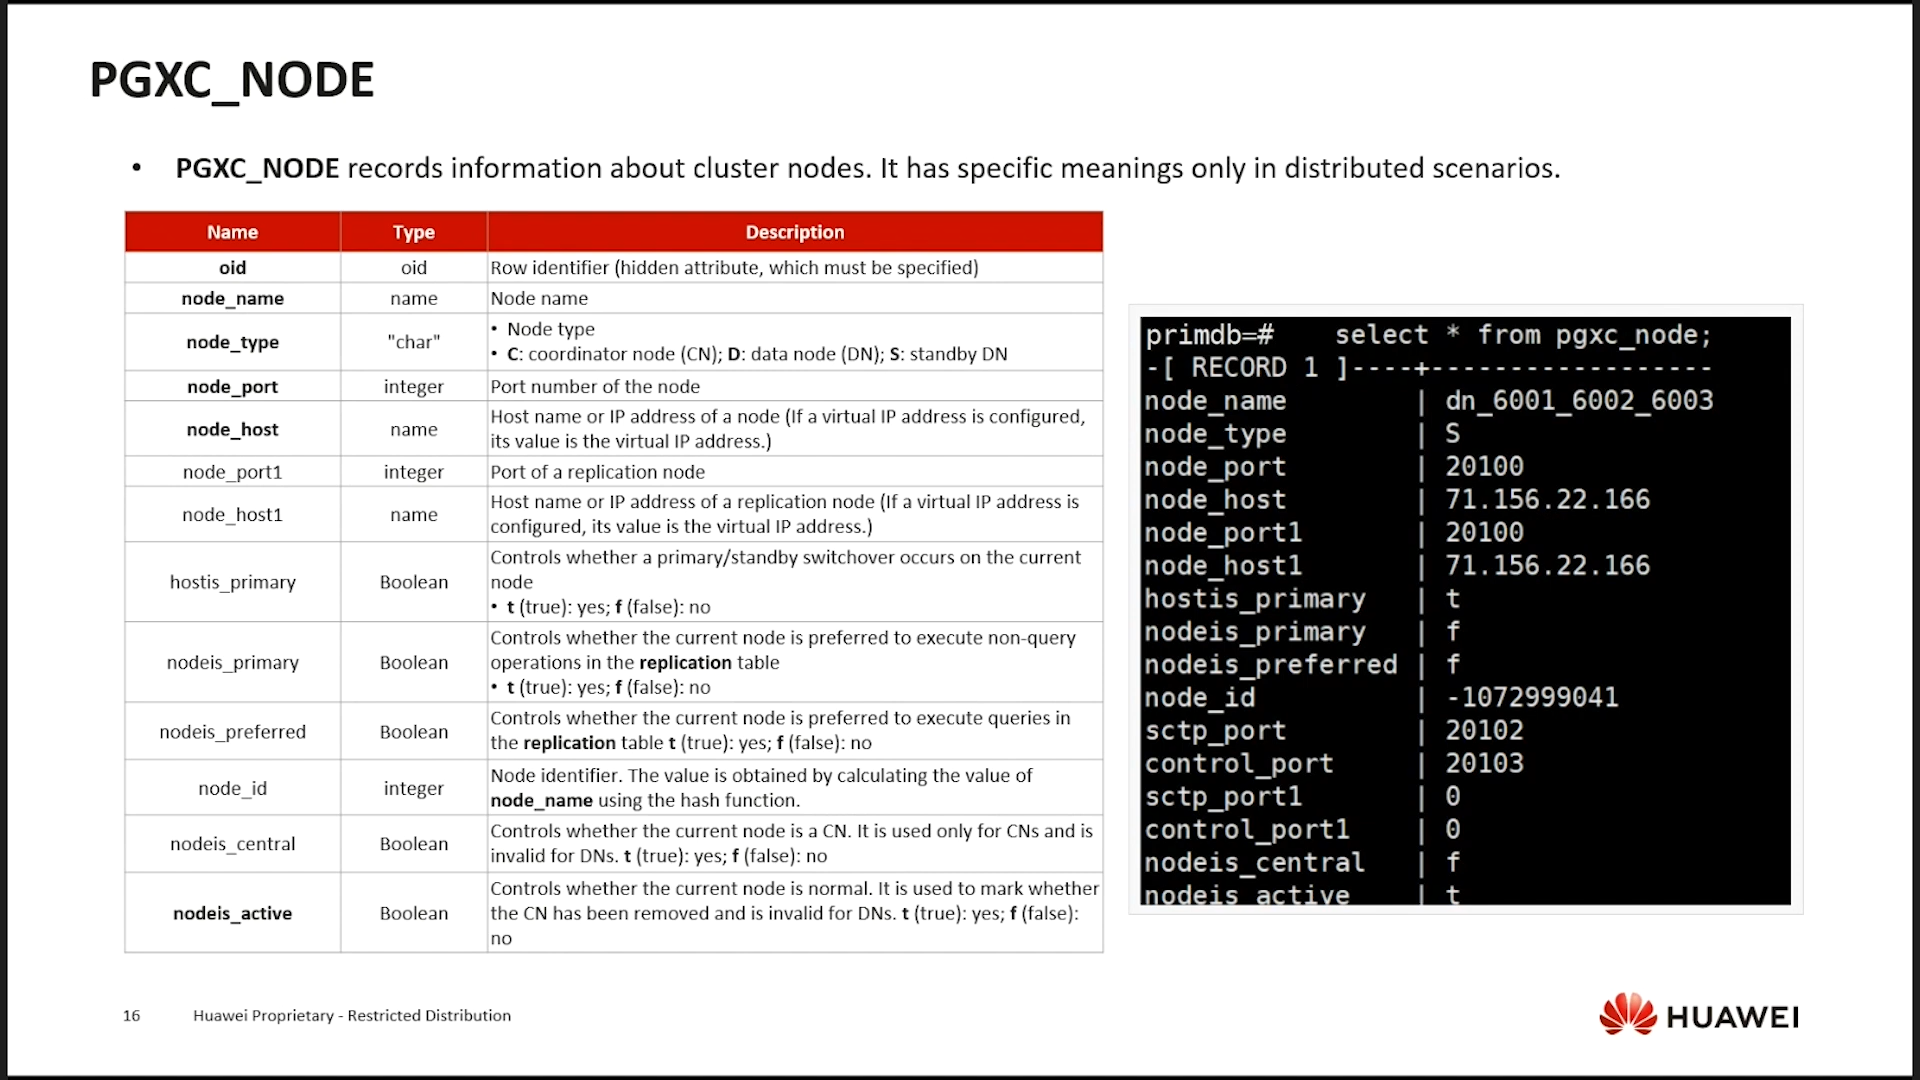 PGXC_NODE
• PGXC_NODE records information about cluster nodes. It has specific meanings only in distributed scenarios.
Name Type Description
oid oid Row identifier (hidden attribute, which must be specified)
node_name name Node name
node_type "char" • Node type
• C: coordinator node (CN); D: data node (DN); S: standby DN
node_port integer Port number of the node
node_host name Host name or IP address of a node (If a virtual IP address is configured,
its value is the virtual IP address.)
node_port1 integer Port of a replication node
node_host1 name Host name or IP address of a replication node (If a virtual IP address is
configured, its value is the virtual IP address.)
hostis_primary Boolean Controls whether a primary/standby switchover occurs on the current
node
• t (true): yes; f (false): no
nodeis_primary Boolean Controls whether the current node is preferred to execute non-query
operations in the replication table
• t (true): yes; f (false): no
nodeis_preferred Boolean Controls whether the current node is preferred to execute queries in
the replication table t (true): yes; f (false): no
node_id integer Node identifier. The value is obtained by calculating the value of
node_name using the hash function.
nodeis_central Boolean Controls whether the current node is a CN. It is used only for CNs and is
invalid for DNs. t (true): yes; f (false): no
nodeis_active Boolean Controls whether the current node is normal. It is used to mark whether
the CN has been removed and is invalid for DNs. t (true): yes; f (false):
no
primdb=# select * from pgxc_node;
-[ RECORD 1 ]----+------------------
node_name | dn_6001_6002_6003
node_type | S
node_port | 20100
node_host | 71.156.22.166
node_port1 | 20100
node_host1 | 71.156.22.166
hostis_primary | t
nodeis_primary | f
nodeis_preferred | f
node_id | -1072999041
sctp_port | 20102
control_port | 20103
sctp_port1 | 0
control_port1 | 0
nodeis_central | f
nodeis_active | t
16 Huawei Proprietary - Restricted Distribution
HUAWEI